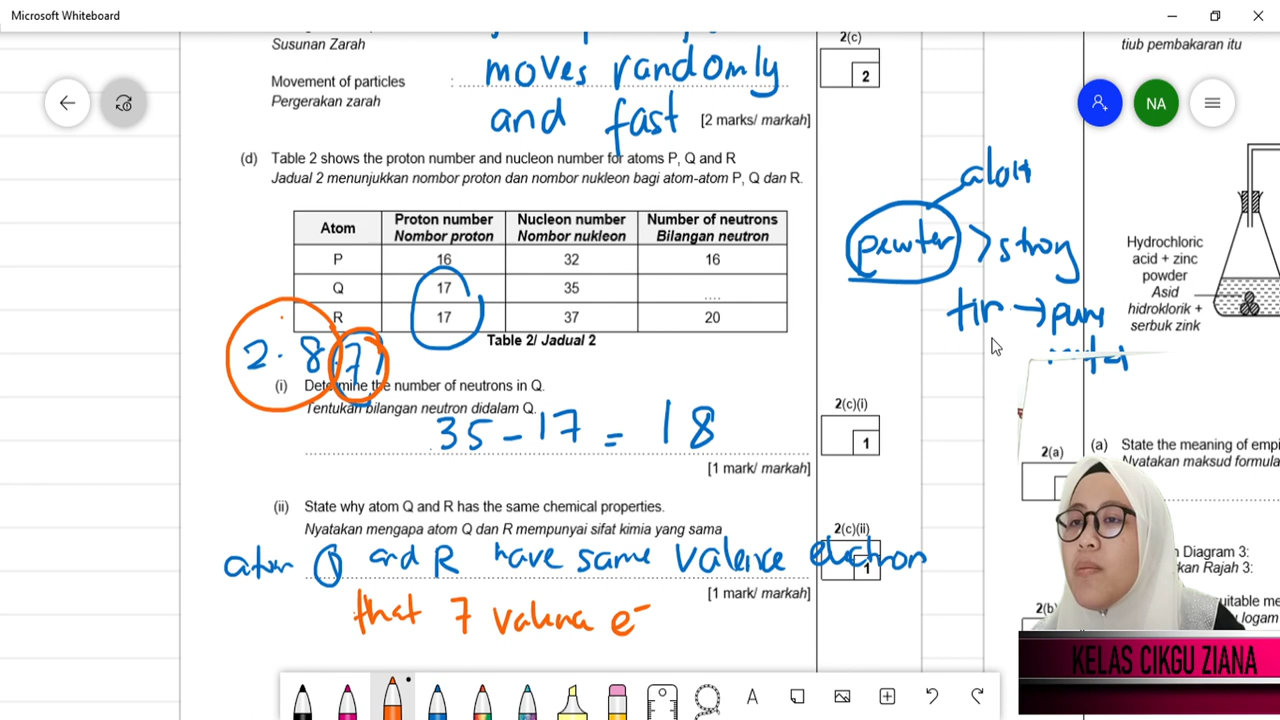 Microsoft Whiteboard
Susunan Zarah
moves randomly
Movement of particles
Pergerakan zarah
and fast
[2 marks/ markah]
2(c)
2
(d) Table 2 shows the proton number and nucleon number for atoms P, Q and R
Jadual 2 menunjukkan nombor proton dan nombor nukleon bagi atom-atom P, Q dan R.
Atom Proton number Nucleon number Number of neutrons
Nombor proton Nombor nukleon Bilangan neutron
P 16 32 16
Q 17 35 ....
R 17 37 20
Table 2/ Jadual 2
2.8.7
(i) Determine the number of neutrons in Q.
Tentukan bilangan neutron didalam Q.
35 - 17 = 18
[1 mark/ markah]
2(c)(i)
1
(ii) State why atom Q and R has the same chemical properties.
Nyatakan mengapa atom Q dan R mempunyai sifat kimia yang sama
2(c)(ii)
1
atom Q and R have same valence electron
[1 mark/ markah]
that 7 valence e-
pewter > strong
tin → pure
NA
tiub pembakaran itu
Hydrochloric
acid + zinc
powder
Asid
hidroklorik +
serbuk zink
2(a)
(a) State the meaning of empi
Nyatakan maksud formula
Diagram 3:
kan Rajah 3:
2(b)
uitable me
logam
KELAS CIKGU ZIANA
A